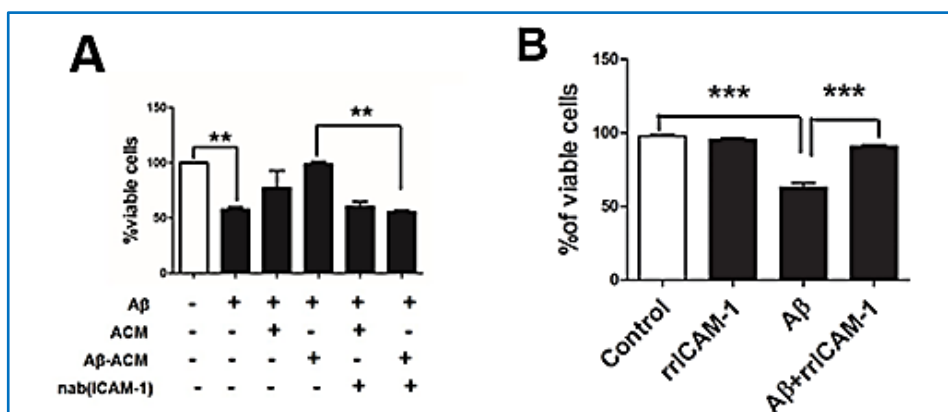 A
150
100
50
0
%viable cells
**
**
Aβ - + + + + +
ACM - - + - + -
Aβ-ACM - - - + - +
nab(ICAM-1) - - - - + +
B
150
100
50
0
%of viable cells
***
***
Control
rrICAM-1
Aβ
Aβ+rrICAM-1